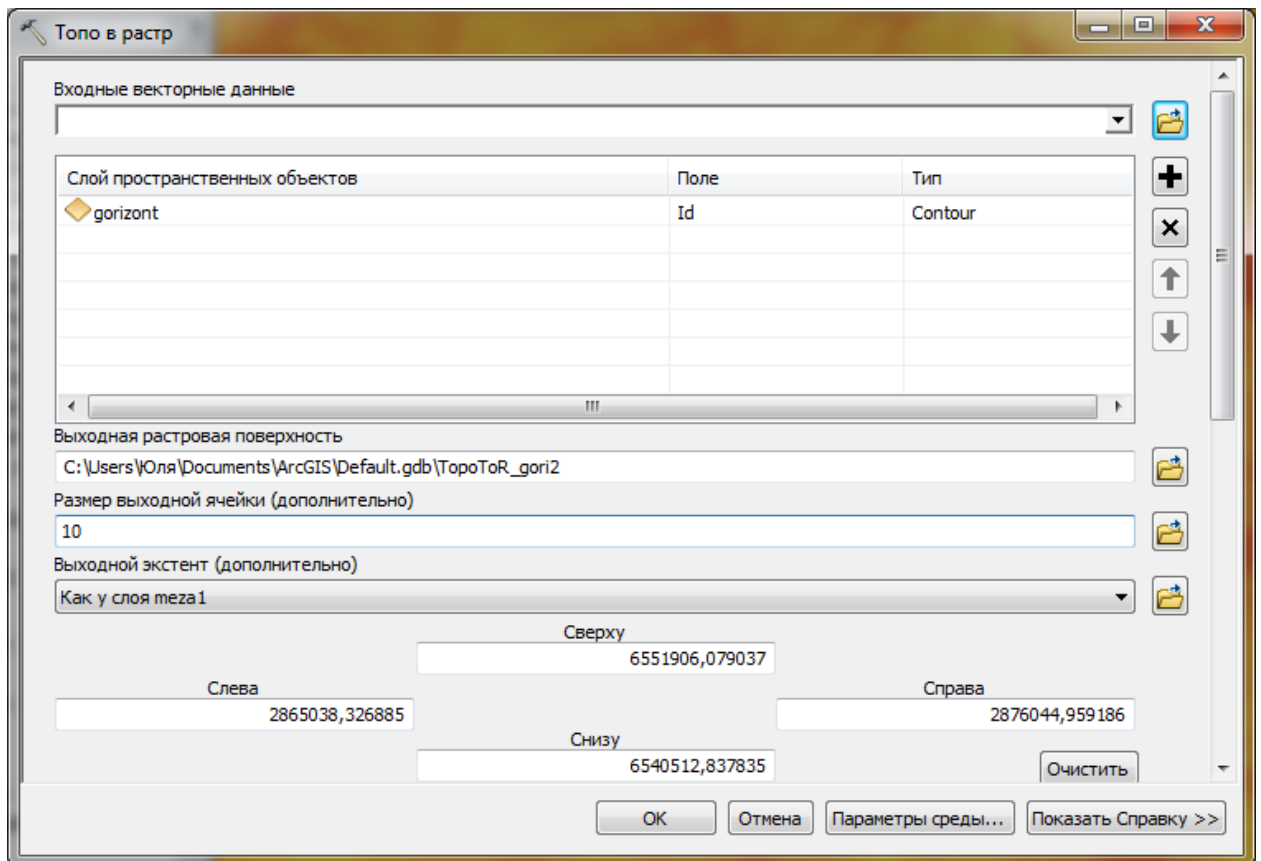 Топо в растр
Входные векторные данные
Слой пространственных объектов Поле Тип
gorizont Id Contour
Выходная растровая поверхность
C:\Users\Юля\Documents\ArcGIS\Default.gdb\TopoToR_gori2
Размер выходной ячейки (дополнительно)
10
Выходной экстент (дополнительно)
Как у слоя meza1
Сверху
6551906,079037
Слева Справа
2865038,326885 2876044,959186
Снизу
6540512,837835
Очистить
OK Отмена Параметры среды... Показать Справку >>